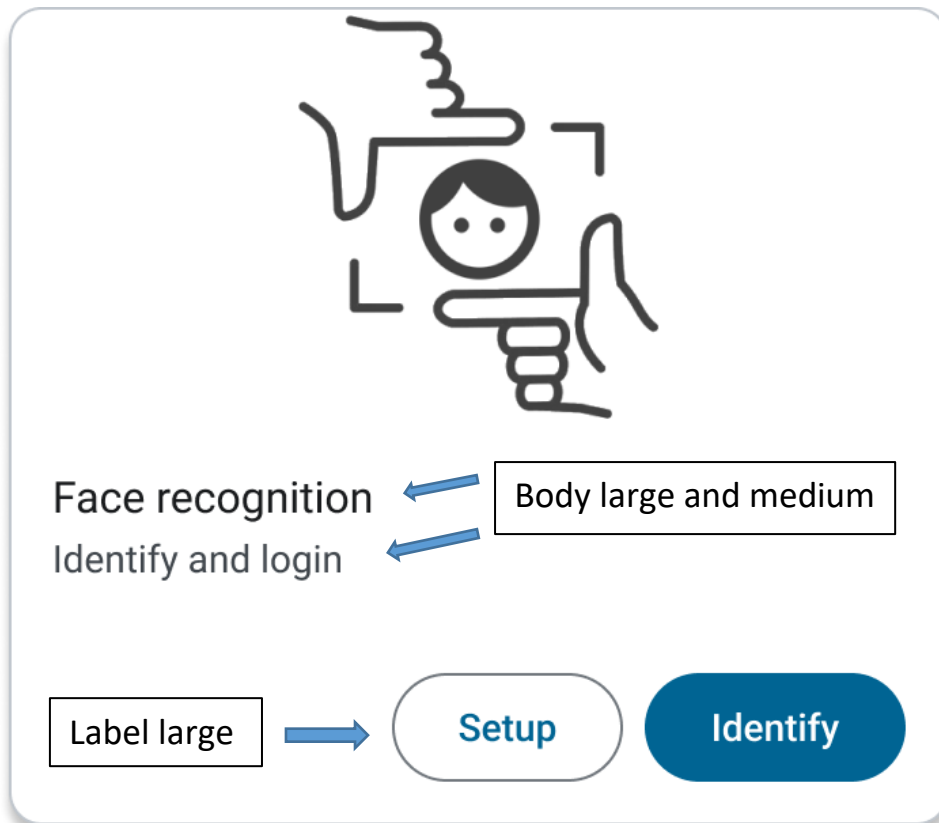 Face recognition
Body large and medium
Identify and login
Label large
Setup
Identify